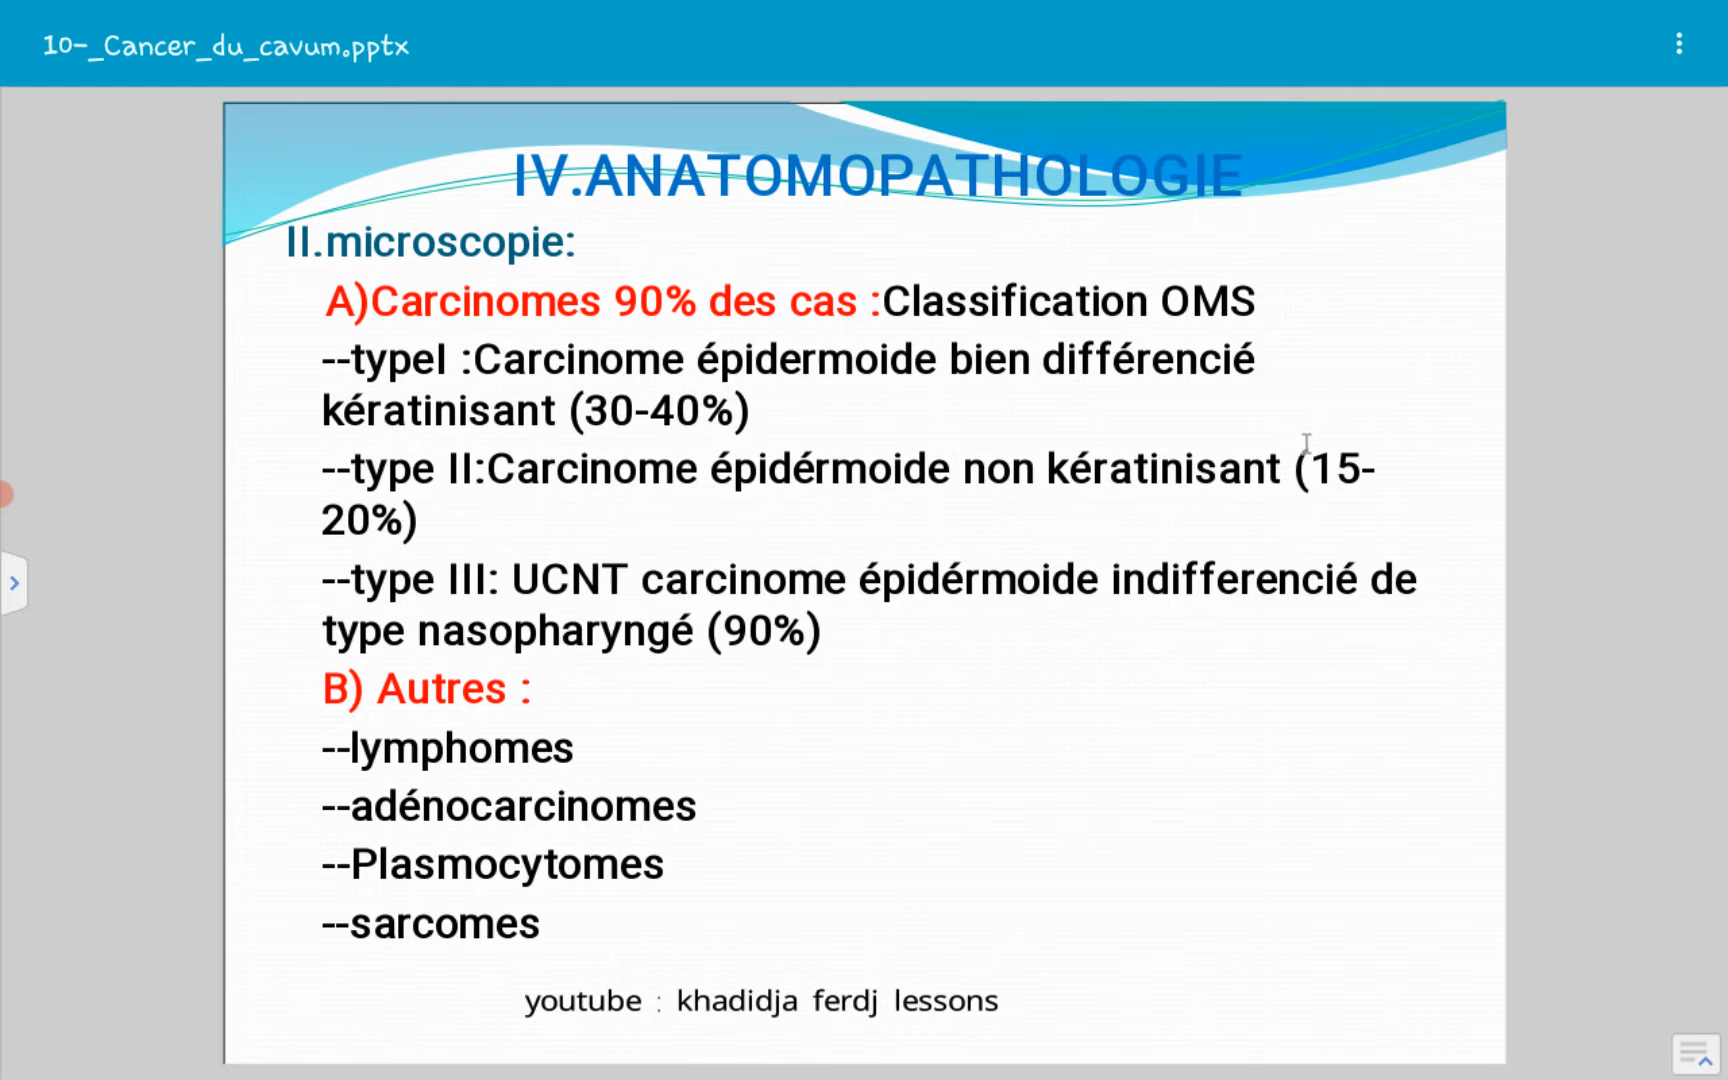 10-_Cancer_du_cavum.pptx
IV.ANATOMOPATHOLOGIE
II.microscopie:
A)Carcinomes 90% des cas :Classification OMS
--typeI :Carcinome épidermoide bien différencié
kératinisant (30-40%)
--type II:Carcinome épidérmoide non kératinisant (15-
20%)
--type III: UCNT carcinome épidérmoide indifferencié de
type nasopharyngé (90%)
B) Autres :
--lymphomes
--adénocarcinomes
--Plasmocytomes
--sarcomes
youtube : khadidja ferdj lessons